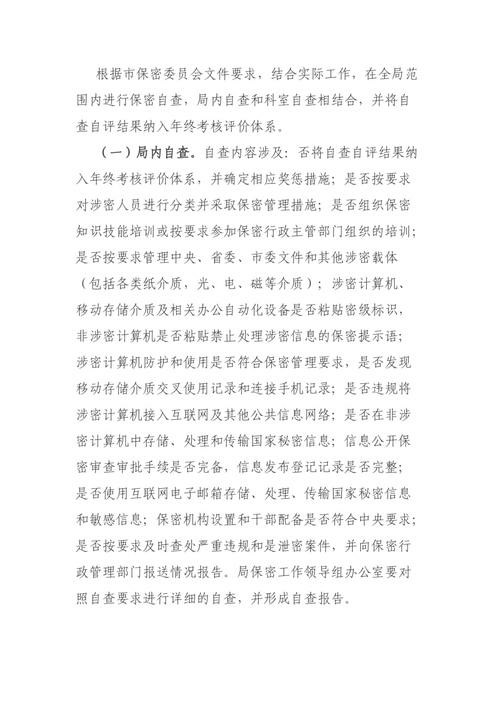 根据市保密委员会文件要求，结合实际工作，在全局范
围内进行保密自查，局内自查和科室自查相结合，并将自
查自评结果纳入年终考核评价体系。
（一）局内自查。自查内容涉及：否将自查自评结果纳
入年终考核评价体系，并确定相应奖惩措施；是否按要求
对涉密人员进行分类并采取保密管理措施；是否组织保密
知识技能培训或按要求参加保密行政主管部门组织的培训；
是否按要求管理中央、省委、市委文件和其他涉密载体
（包括各类纸介质，光、电、磁等介质）；涉密计算机、
移动存储介质及相关办公自动化设备是否粘贴密级标识，
非涉密计算机是否粘贴禁止处理涉密信息的保密提示语；
涉密计算机防护和使用是否符合保密管理要求，是否发现
移动存储介质交叉使用记录和连接手机记录；是否违规将
涉密计算机接入互联网及其他公共信息网络；是否在非涉
密计算机中存储、处理和传输国家秘密信息；信息公开保
密审查审批手续是否完备，信息发布登记记录是否完整；
是否使用互联网电子邮箱存储、处理、传输国家秘密信息
和敏感信息；保密机构设置和干部配备是否符合中央要求；
是否按要求及时查处严重违规和是泄密案件，并向保密行
政管理部门报送情况报告。局保密工作领导组办公室要对
照自查要求进行详细的自查，并形成自查报告。